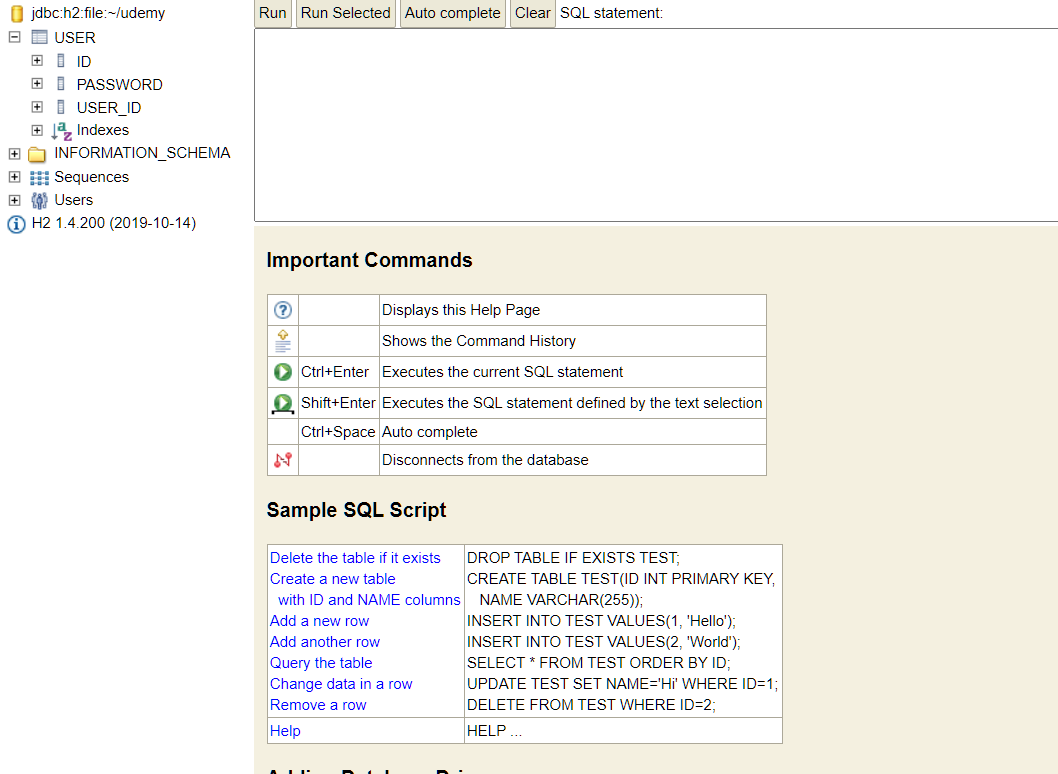 jdbc:h2:file:~/udemy
USER
ID
PASSWORD
USER_ID
Indexes
INFORMATION_SCHEMA
Sequences
Users
H2 1.4.200 (2019-10-14)
Run Run Selected Auto complete Clear SQL statement:
Important Commands
Displays this Help Page
Shows the Command History
Ctrl+Enter Executes the current SQL statement
Shift+Enter Executes the SQL statement defined by the text selection
Ctrl+Space Auto complete
Disconnects from the database
Sample SQL Script
Delete the table if it exists DROP TABLE IF EXISTS TEST;
Create a new table CREATE TABLE TEST(ID INT PRIMARY KEY,
with ID and NAME columns NAME VARCHAR(255));
Add a new row INSERT INTO TEST VALUES(1, 'Hello');
Add another row INSERT INTO TEST VALUES(2, 'World');
Query the table SELECT * FROM TEST ORDER BY ID;
Change data in a row UPDATE TEST SET NAME='Hi' WHERE ID=1;
Remove a row DELETE FROM TEST WHERE ID=2;
Help HELP ...